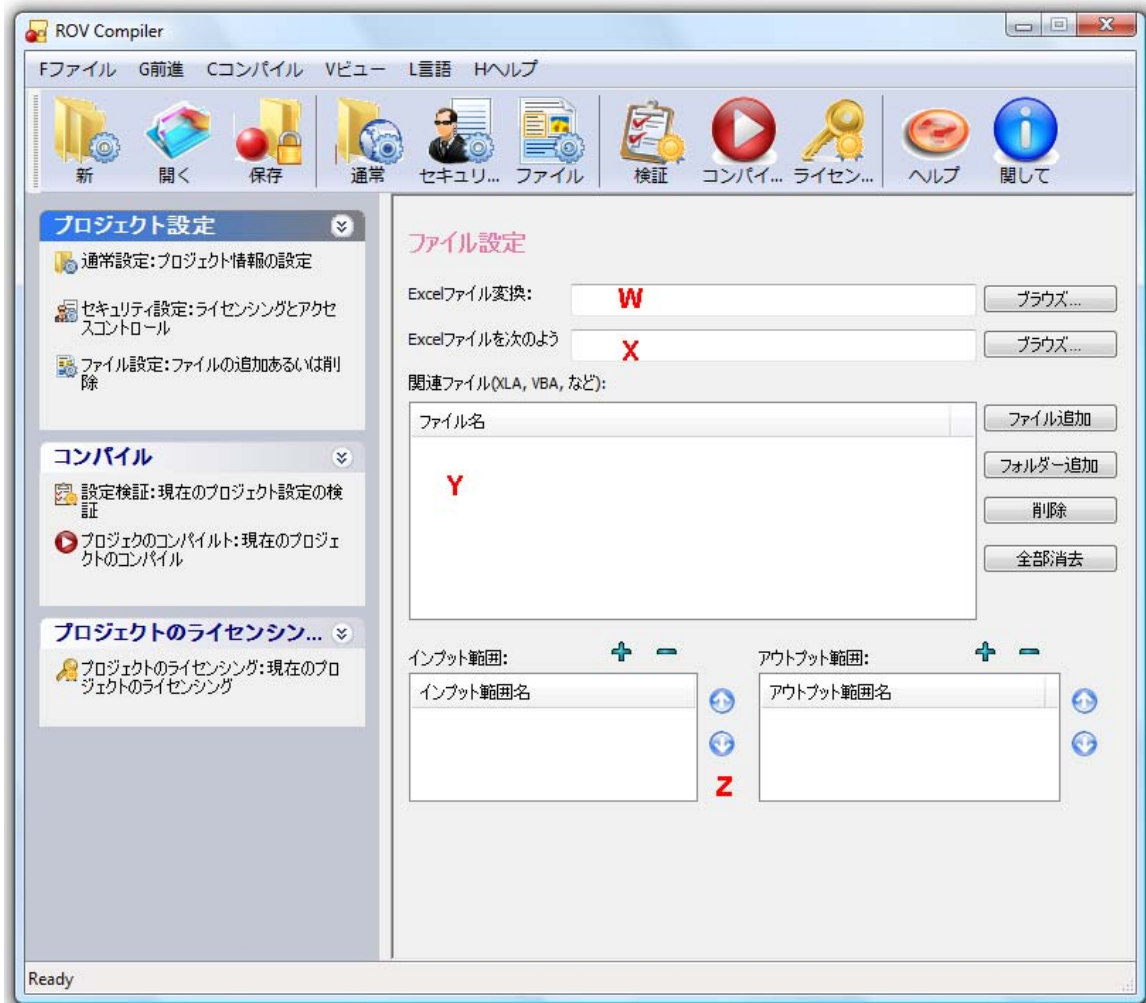 ROV Compiler
Fファイル G前進 Cコンパイル Vビュー L言語 Hヘルプ
新 開く 保存 通常 セキュリ... ファイル 検証 コンパイ... ライセン... ヘルプ 関して
プロジェクト設定
通常設定:プロジェクト情報の設定
セキュリティ設定:ライセンシングとアクセ
スコントロール
ファイル設定:ファイルの追加あるいは削
除
コンパイル
設定検証:現在のプロジェクト設定の検
証
プロジェクのコンパイルト:現在のプロジェ
クトのコンパイル
プロジェクトのライセンシン...
プロジェクトのライセンシング:現在のプロ
ジェクトのライセンシング
ファイル設定
Excelファイル変換: W ブラウズ...
Excelファイルを次のよう X ブラウズ...
関連ファイル(XLA, VBA, など):
ファイル名
Y
ファイル追加
フォルダー追加
削除
全部消去
インプット範囲: アウトプット範囲:
インプット範囲名 アウトプット範囲名
Z
Ready